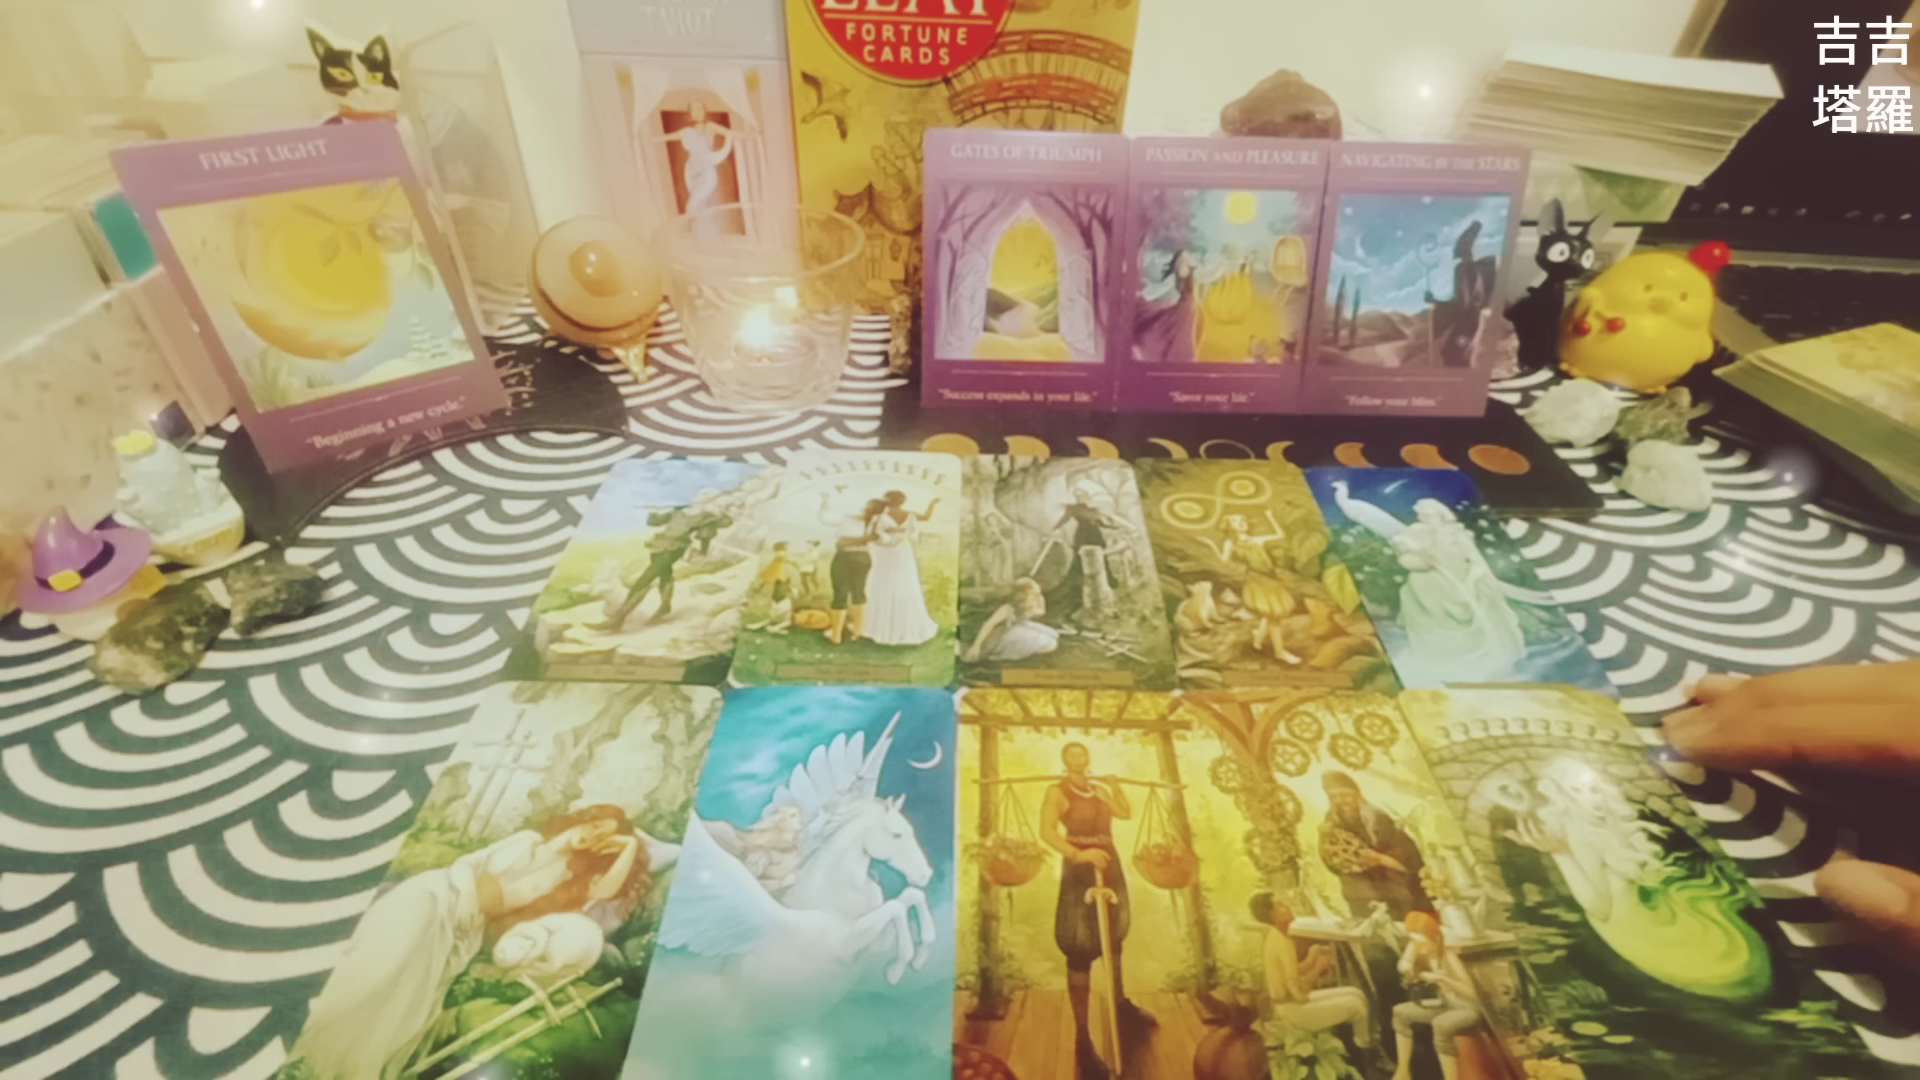 TAROT
FORTUNE
CARDS
吉吉
塔羅
FIRST LIGHT
"Beginning a new cycle."
GATES OF TRIUMPH
"Success expands in your life."
PASSION AND PLEASURE
"Savor your life."
NAVIGATING BY THE STARS
"Follow your bliss."